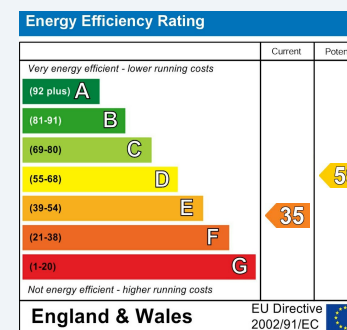 Energy Efficiency Rating
Current
Very energy efficient - lower running costs
(92 plus) A
(81-91) B
(69-80) C
(55-68) D
(39-54) E
(21-38) F
(1-20) G
35
Not energy efficient - higher running costs
England & Wales
EU Directive
2002/91/EC